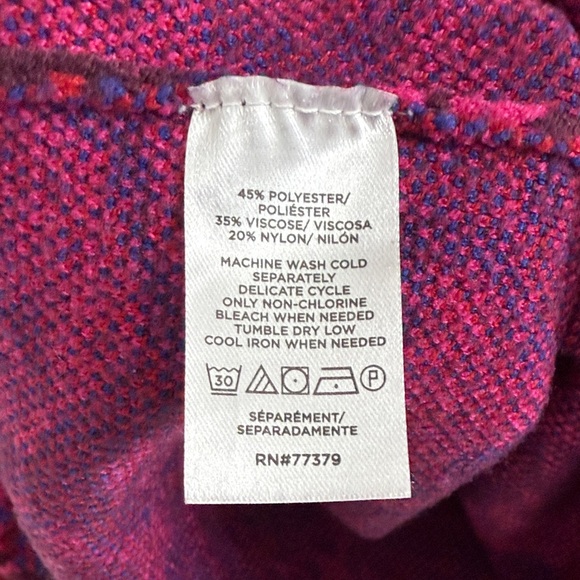 45% POLYESTER/
POLIÉSTER
35% VISCOSE/ VISCOSA
20% NYLON/ NILÓN
MACHINE WASH COLD
SEPARATELY
DELICATE CYCLE
ONLY NON-CHLORINE
BLEACH WHEN NEEDED
TUMBLE DRY LOW
COOL IRON WHEN NEEDED
30 P
SÉPARÉMENT/
SEPARADAMENTE
RN#77379